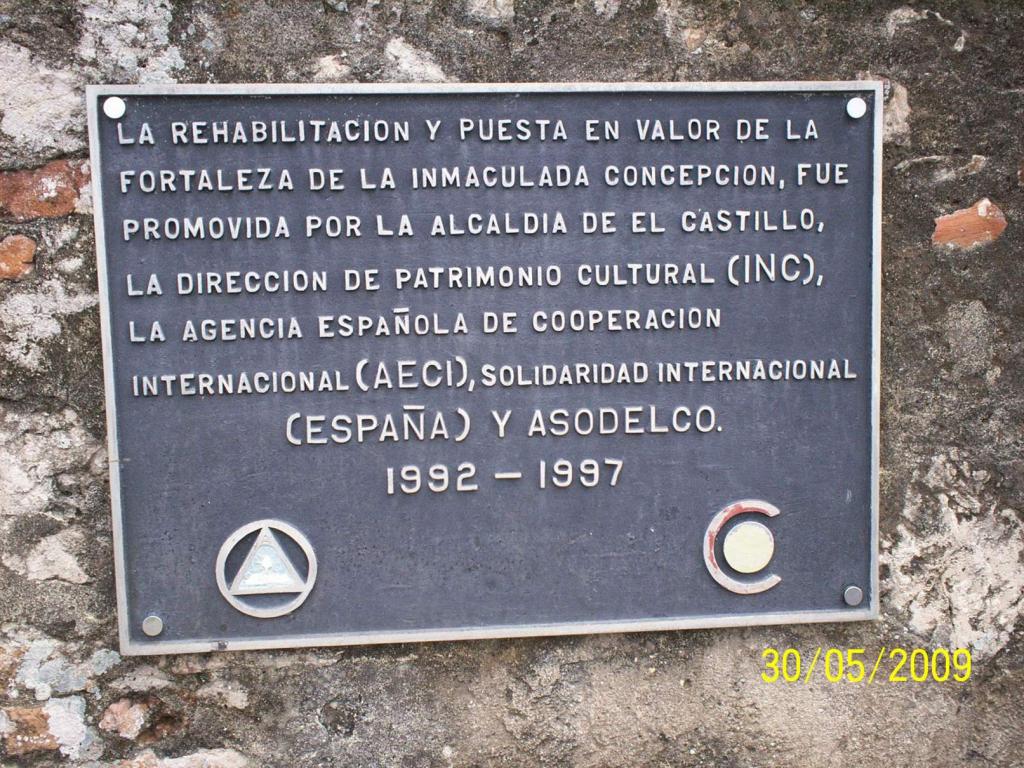 LA REHABILITACION Y PUESTA EN VALOR DE LA
FORTALEZA DE LA INMACULADA CONCEPCION, FUE
PROMOVIDA POR LA ALCALDIA DE EL CASTILLO,
LA DIRECCION DE PATRIMONIO CULTURAL (INC),
LA AGENCIA ESPAÑOLA DE COOPERACION
INTERNACIONAL (AECI), SOLIDARIDAD INTERNACIONAL
(ESPAÑA) Y ASODELCO.
1992 - 1997
30/05/2009